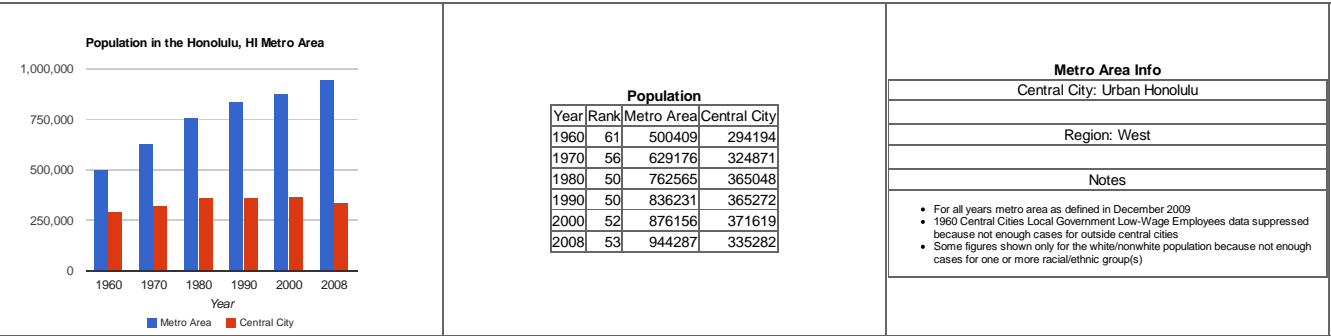 Population in the Honolulu, HI Metro Area
1,000,000
750,000
500,000
250,000
0
1960 1970 1980 1990 2000 2008
Year
Metro Area Central City
Population
Year Rank Metro Area Central City
1960 61 500409 294194
1970 56 629176 324871
1980 50 762565 365048
1990 50 836231 365272
2000 52 876156 371619
2008 53 944287 335282
Metro Area Info
Central City: Urban Honolulu
Region: West
Notes
• For all years metro area as defined in December 2009
• 1960 Central Cities Local Government Low-Wage Employees data suppressed
because not enough cases for outside central cities
• Some figures shown only for the white/nonwhite population because not enough
cases for one or more racial/ethnic group(s)